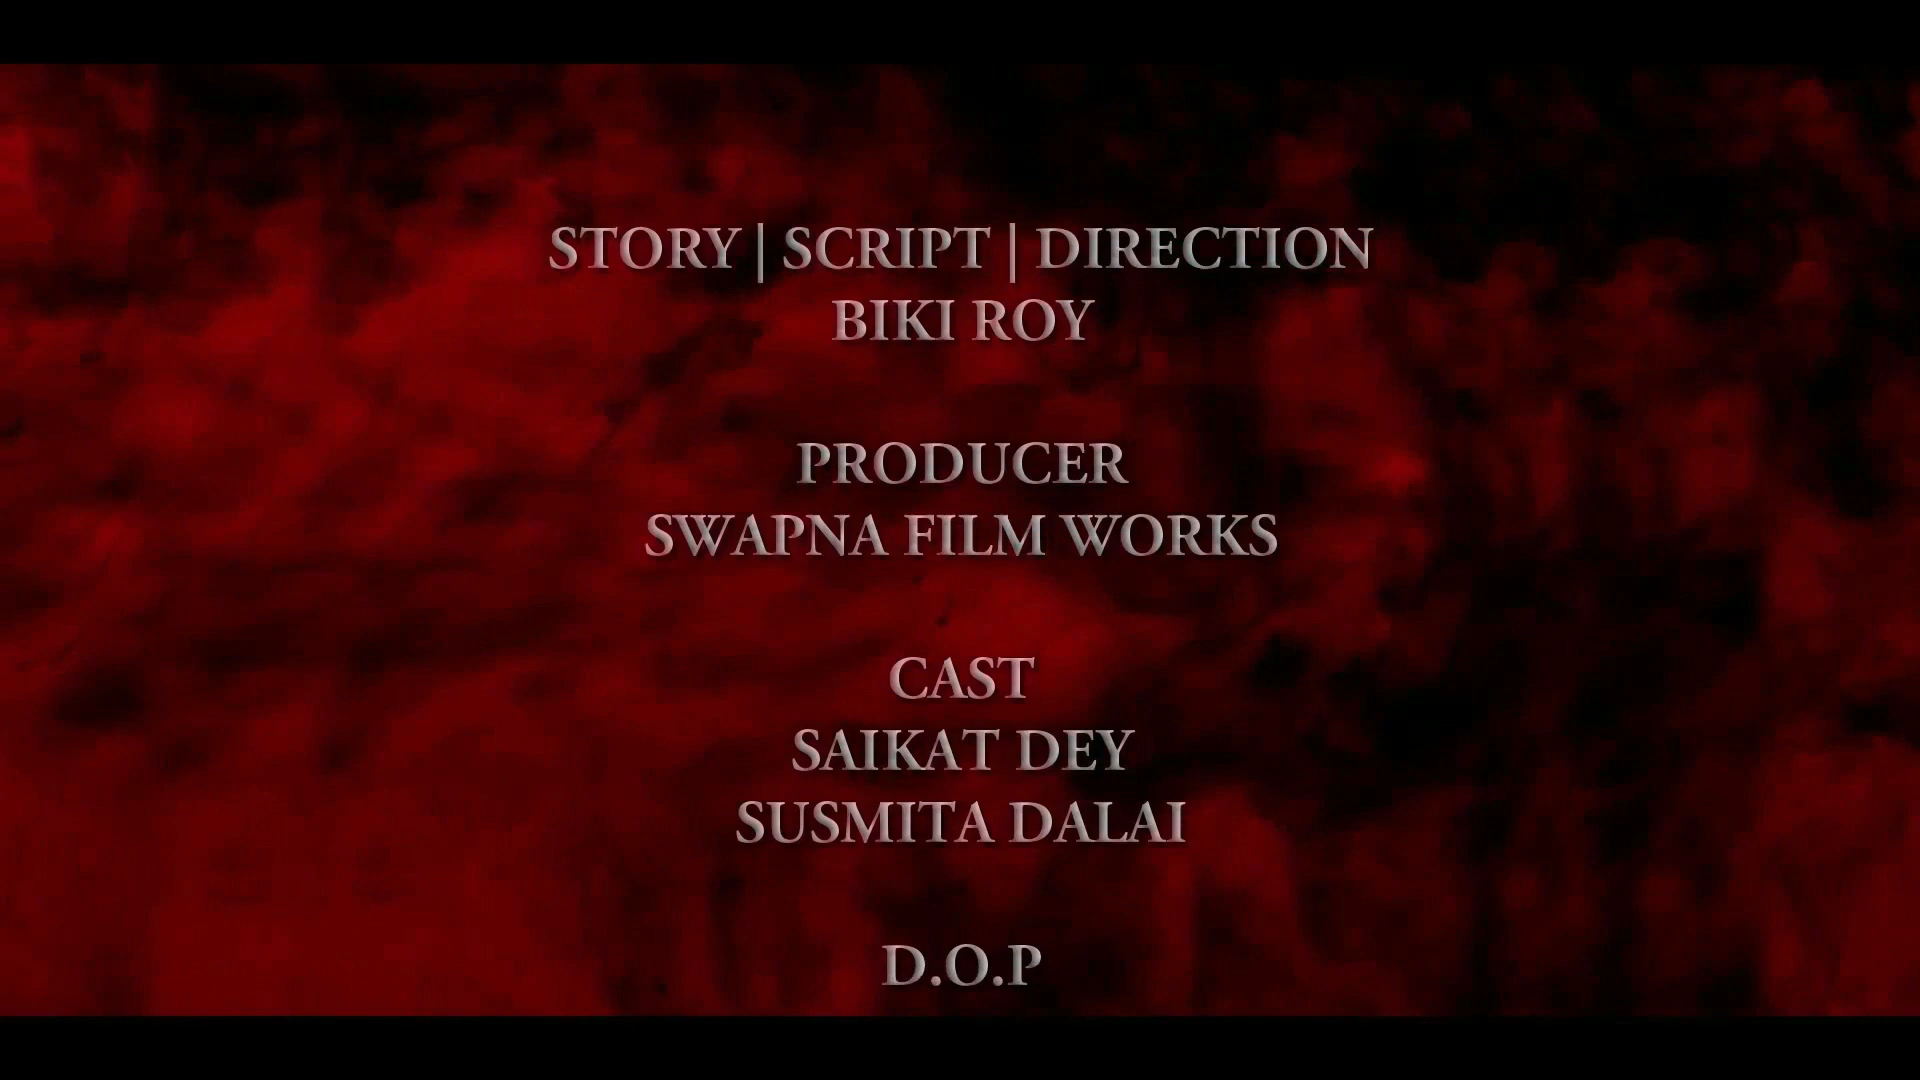 STORY | SCRIPT | DIRECTION
BIKI ROY
PRODUCER
SWAPNA FILM WORKS
CAST
SAIKAT DEY
SUSMITA DALAI
D.O.P